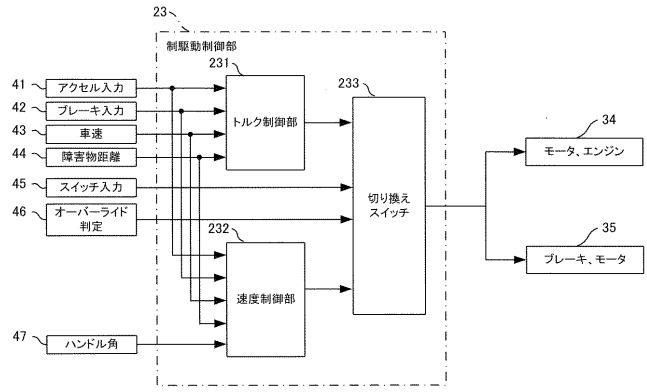 23
制駆動制御部
41
アクセル入力
42
ブレーキ入力
43
車速
44
障害物距離
45
スイッチ入力
46
オーバーライド
判定
47
ハンドル角
231
トルク制御部
232
速度制御部
233
切り換え
スイッチ
34
モータ、エンジン
35
ブレーキ、モータ